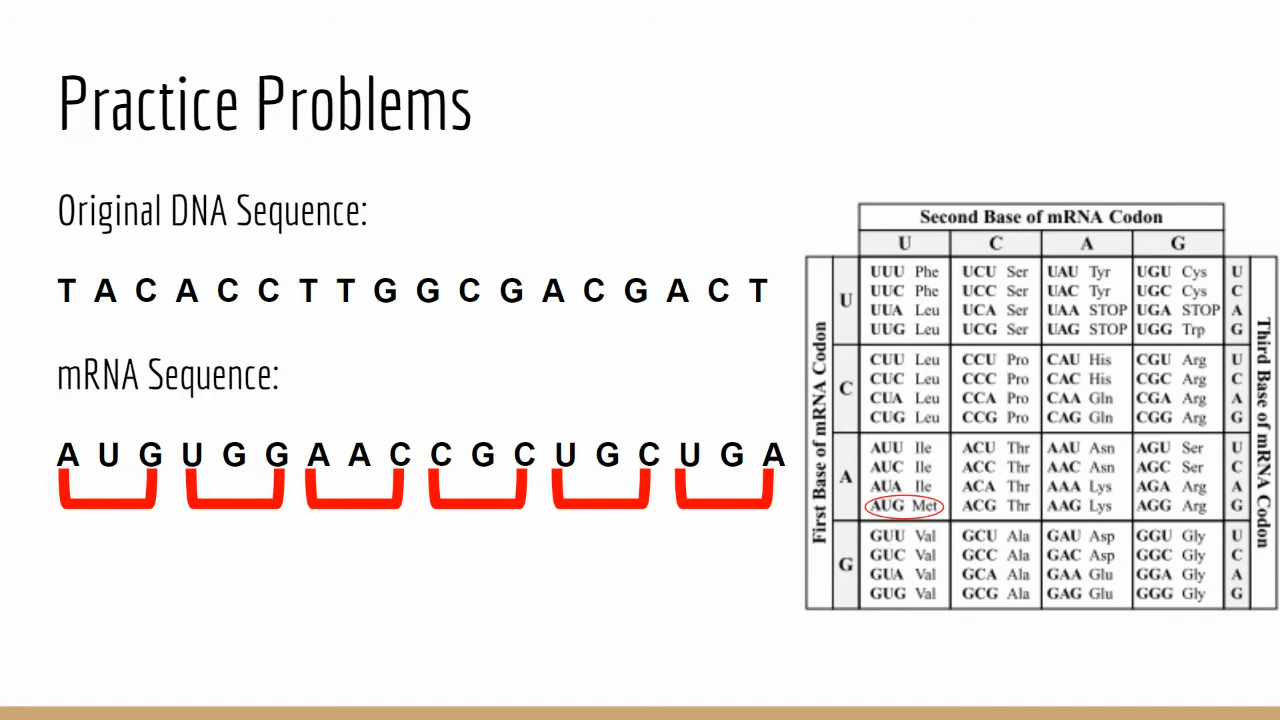 Practice Problems
Original DNA Sequence:
T A C A C C T T G G C G A C G A C T
mRNA Sequence:
A U G U G G A A C C G C U G C U G A
Second Base of mRNA Codon
U C A G
First Base of mRNA Codon
Third Base of mRNA Codon
U
UUU Phe UCU Ser UAU Tyr UGU Cys U
UUC Phe UCC Ser UAC Tyr UGC Cys C
UUA Leu UCA Ser UAA STOP UGA STOP A
UUG Leu UCG Ser UAG STOP UGG Trp G
C
CUU Leu CCU Pro CAU His CGU Arg U
CUC Leu CCC Pro CAC His CGC Arg C
CUA Leu CCA Pro CAA Gln CGA Arg A
CUG Leu CCG Pro CAG Gln CGG Arg G
A
AUU Ile ACU Thr AAU Asn AGU Ser U
AUC Ile ACC Thr AAC Asn AGC Ser C
AUA Ile ACA Thr AAA Lys AGA Arg A
AUG Met ACG Thr AAG Lys AGG Arg G
G
GUU Val GCU Ala GAU Asp GGU Gly U
GUC Val GCC Ala GAC Asp GGC Gly C
GUA Val GCA Ala GAA Glu GGA Gly A
GUG Val GCG Ala GAG Glu GGG Gly G